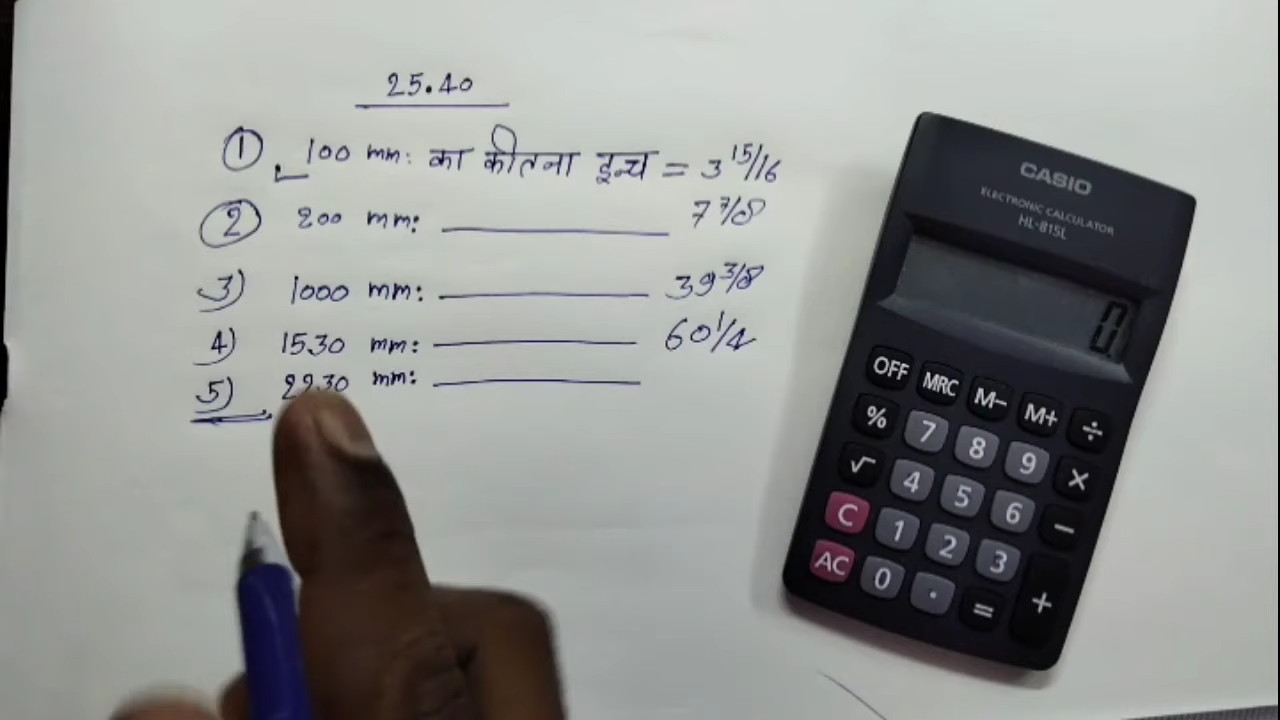 25.40
① 100 mm: का कीतना इन्च = 3 15/16
② 200 mm: 7 7/8
3) 1000 mm: 39 3/8
4) 1530 mm: 60 1/4
5) 2230 mm:
CASIO
ELECTRONIC CALCULATOR
HL-815L
0
OFF MRC M− M+ ÷
% 7 8 9 ×
√ 4 5 6 −
C 1 2 3 +
AC 0 . =